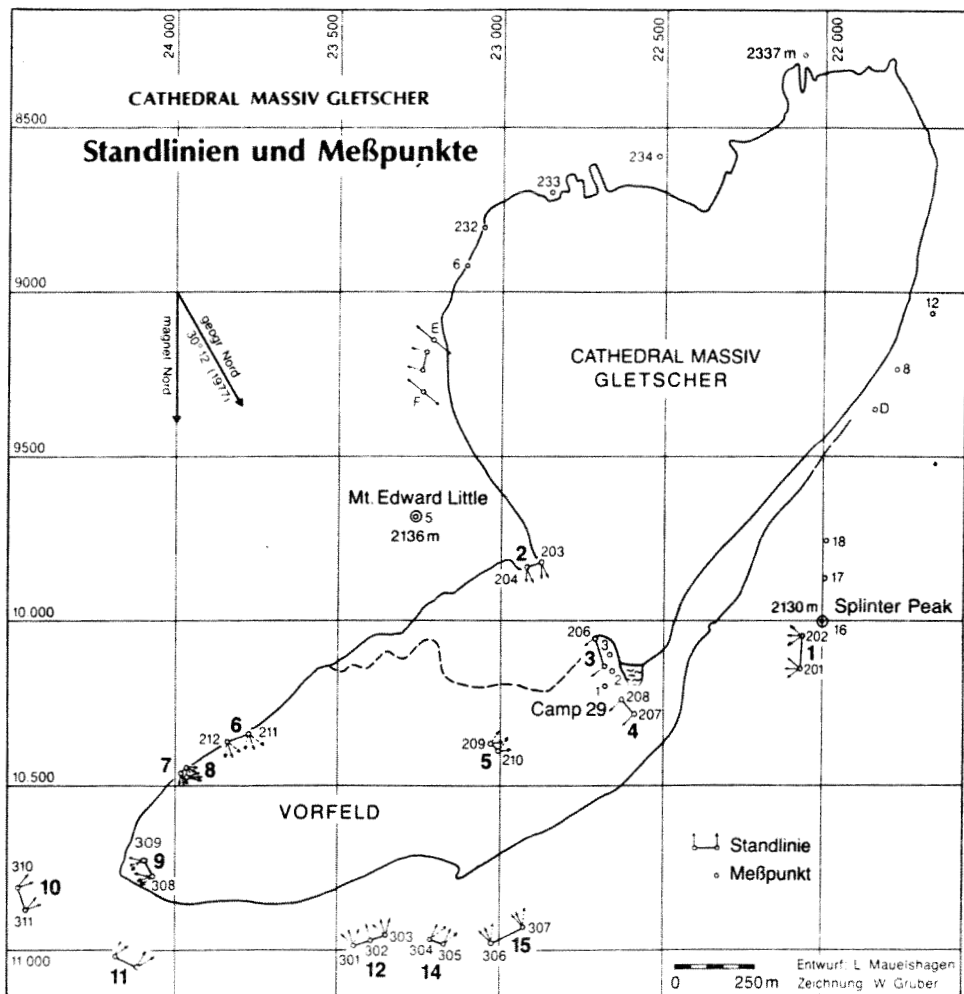 24 000
23 500
23 000
22 500
22 000
2337 m
CATHEDRAL MASSIV GLETSCHER
8500
Standlinien und Meßpunkte
234
233
232
6
9000
12
geogr Nord
30°12 (1977)
magnet Nord
E
CATHEDRAL MASSIV
GLETSCHER
8
F
D
9500
Mt. Edward Little
5
2136 m
18
2
203
204
17
10 000
2130 m
Splinter Peak
16
206
202
3
3
1
2
201
1
208
Camp 29
207
4
6
211
212
209
5
210
7
8
10 500
VORFELD
Standlinie
309
9
Meßpunkt
310
10
308
311
307
303
15
301
302
304
305
306
12
14
11 000
11
0
250 m
Entwurf: L Mauelshagen
Zeichnung W Gruber